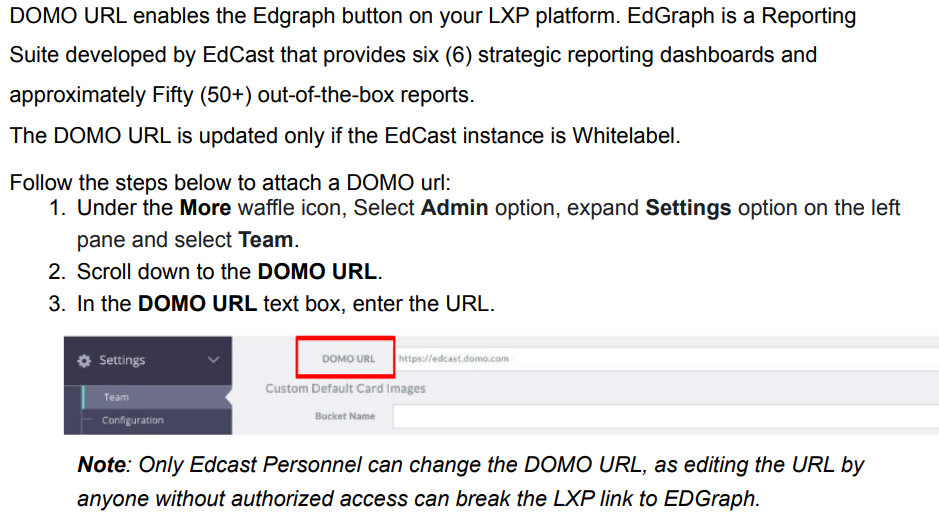 DOMO URL enables the Edgraph button on your LXP platform. EdGraph is a Reporting
Suite developed by EdCast that provides six (6) strategic reporting dashboards and
approximately Fifty (50+) out-of-the-box reports.
The DOMO URL is updated only if the EdCast instance is Whitelabel.
Follow the steps below to attach a DOMO url:
1. Under the More waffle icon, Select Admin option, expand Settings option on the left
pane and select Team.
2. Scroll down to the DOMO URL.
3. In the DOMO URL text box, enter the URL.
Settings
Team
Configuration
DOMO URL https://edcast.domo.com
Custom Default Card Images
Bucket Name
Note: Only Edcast Personnel can change the DOMO URL, as editing the URL by
anyone without authorized access can break the LXP link to EDGraph.